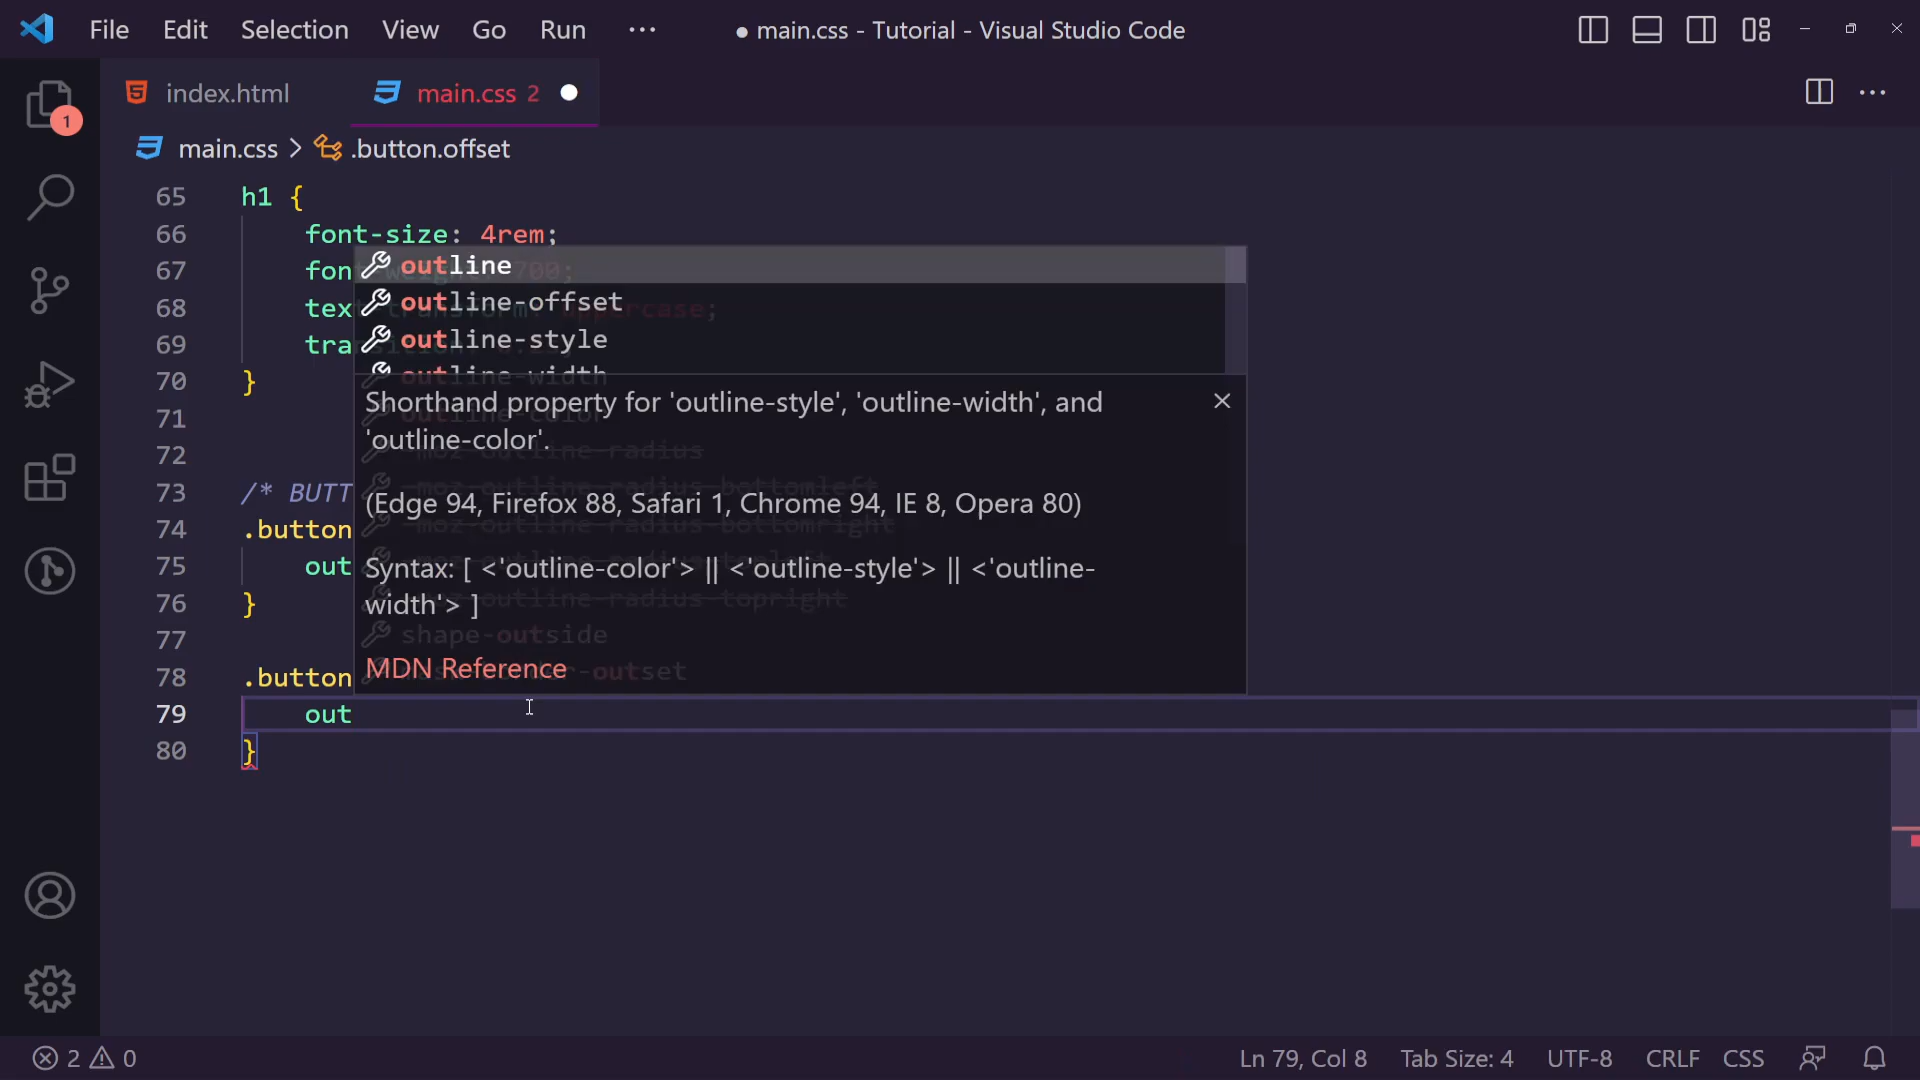 File Edit Selection View Go Run ··· ● main.css - Tutorial - Visual Studio Code
index.html main.css 2
1
main.css > .button.offset
65 h1 {
66 font-size: 4rem;
67 fon
68 tex
69 tra
70 }
71
72
73 /* BUTT
74 .button
75 out
76 }
77
78 .button
79 out
80 }
outline
outline-offset
outline-style
outline-width
Shorthand property for 'outline-style', 'outline-width', and
'outline-color'.
(Edge 94, Firefox 88, Safari 1, Chrome 94, IE 8, Opera 80)
Syntax: [ <'outline-color'> || <'outline-style'> || <'outline-
width'> ]
MDN Reference
shape-outside
2 0 Ln 79, Col 8 Tab Size: 4 UTF-8 CRLF CSS